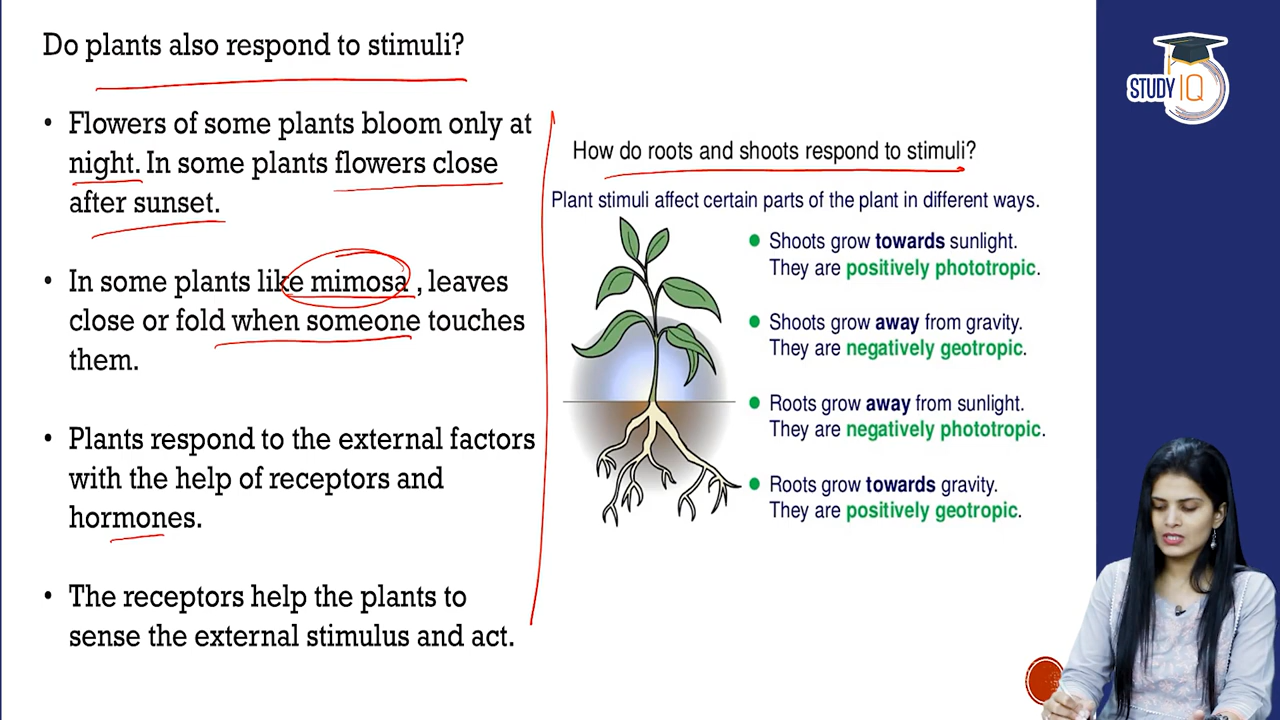 Do plants also respond to stimuli?
• Flowers of some plants bloom only at
night. In some plants flowers close
after sunset.
• In some plants like mimosa , leaves
close or fold when someone touches
them.
• Plants respond to the external factors
with the help of receptors and
hormones.
• The receptors help the plants to
sense the external stimulus and act.
How do roots and shoots respond to stimuli?
Plant stimuli affect certain parts of the plant in different ways.
• Shoots grow towards sunlight.
They are positively phototropic.
• Shoots grow away from gravity.
They are negatively geotropic.
• Roots grow away from sunlight.
They are negatively phototropic.
• Roots grow towards gravity.
They are positively geotropic.
STUDY IQ